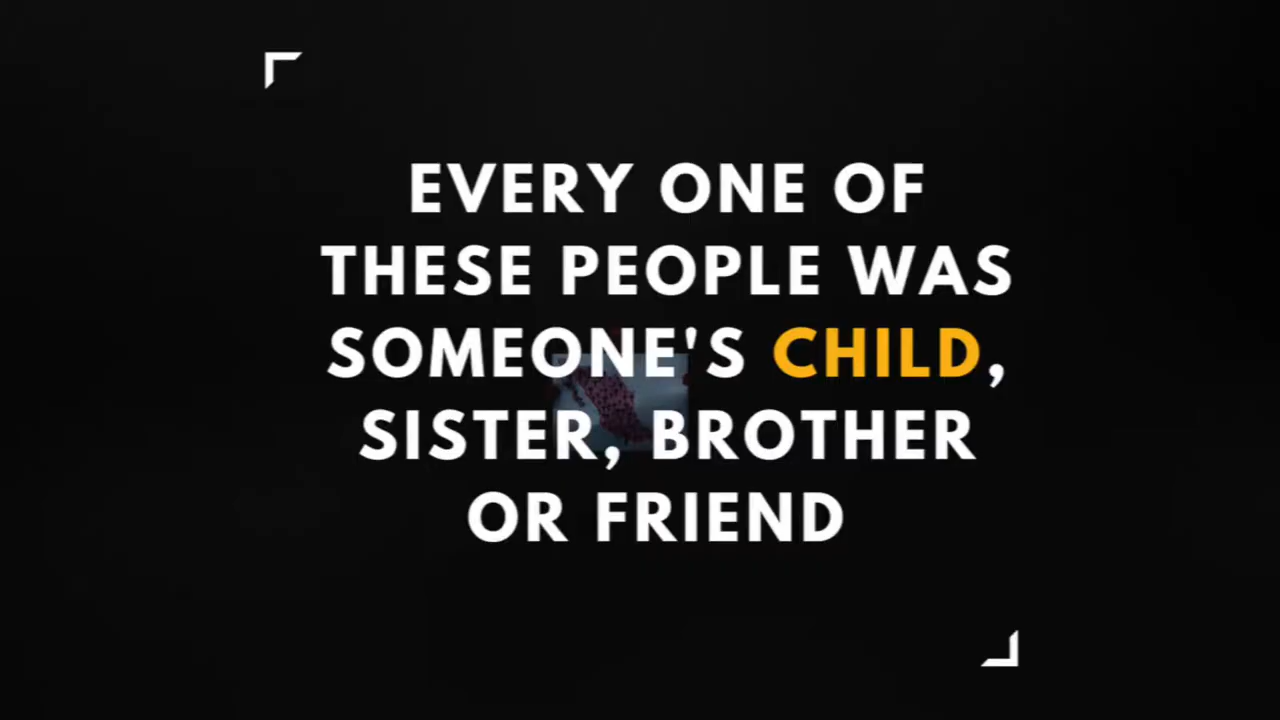 EVERY ONE OF
THESE PEOPLE WAS
SOMEONE'S CHILD,
SISTER, BROTHER
OR FRIEND